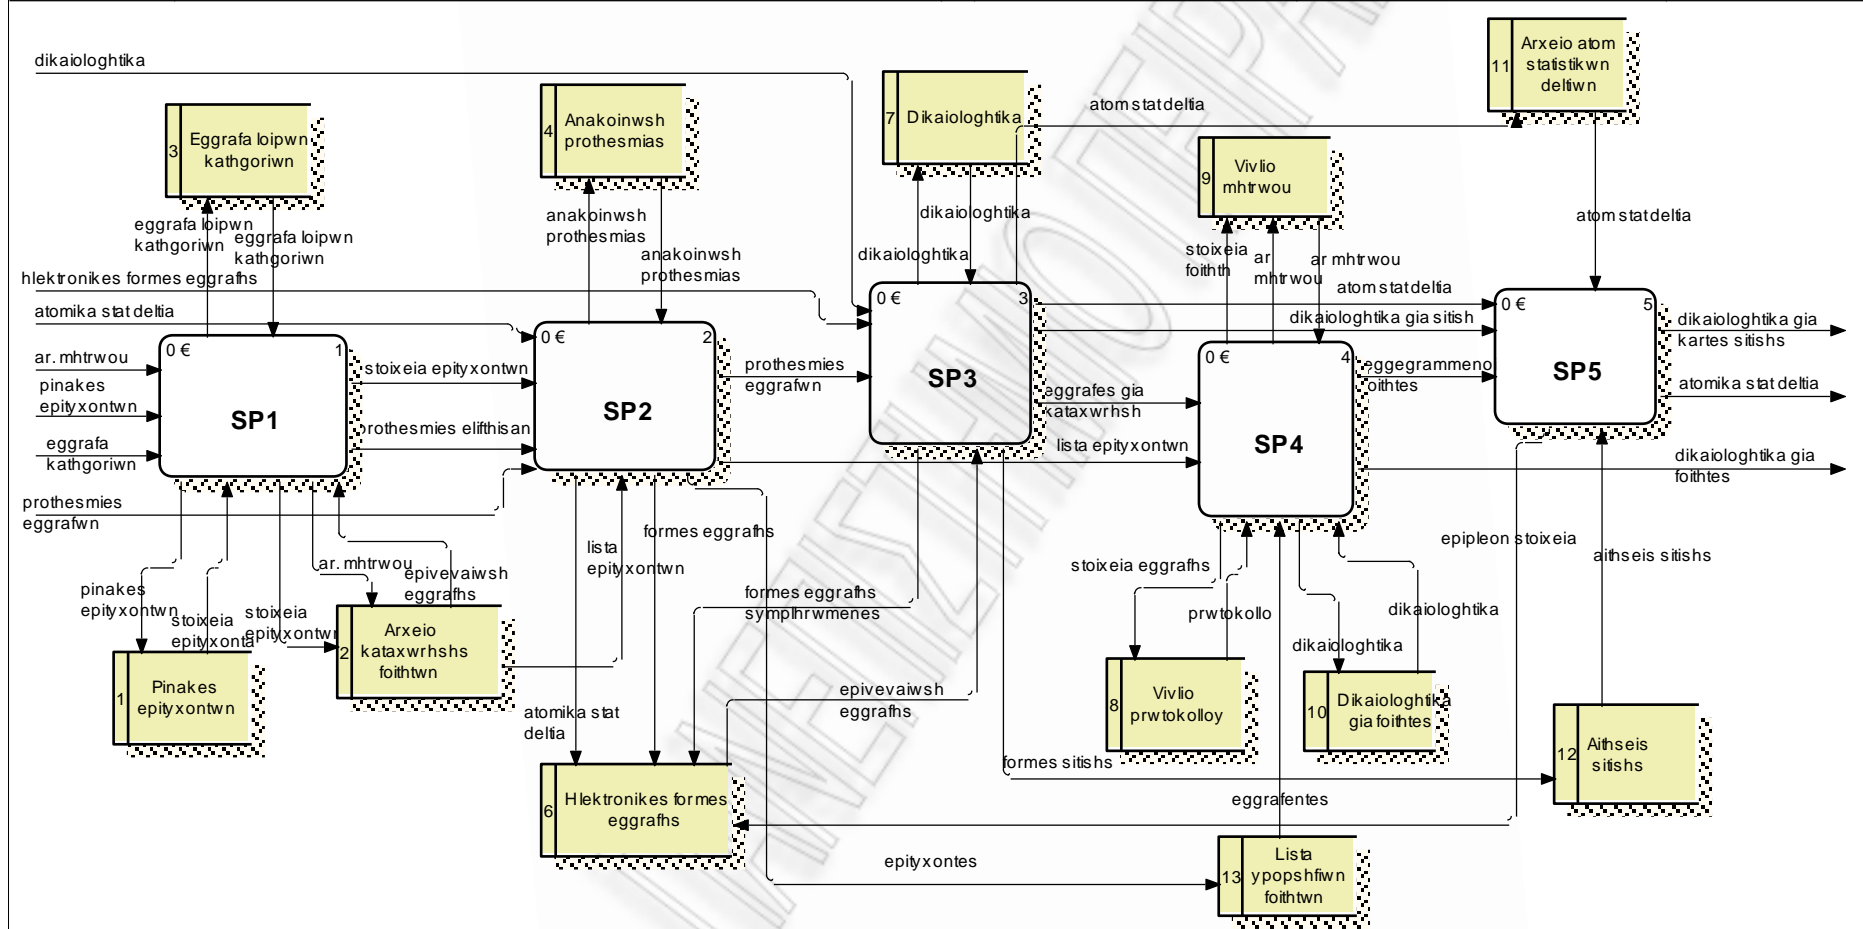 dikaologhtika
11
Arxeio atom
statistikwn
deltiwn
3
Eggrafa loipwn
kathgoriwn
4
Anakoinwsh
prothesmias
7
Dikaiologhtika
atom stat deltia
9
Vivlio
mhtrwou
eggrafa loipwn
kathgoriwn
eggrafa loipwn
kathgoriwn
anakoinwsh
prothesmias
anakoinwsh
prothesmias
dikaiologhtika
dikaiologhtika
stoixeia
foithth
ar
mhtrwou
ar mhtrwou
atom stat deltia
hlektronikes formes eggrafhs
atomika stat deltia
ar. mhtrwou
pinakes
epityxontwn
eggrafa
kathgoriwn
prothesmies
eggrafwn
0 €
1
SP1
stoixeia epityxontwn
prothesmies elifthisan
0 €
2
SP2
prothesmies
eggrafwn
0 €
3
SP3
atom stat deltia
dikaiologhtika gia sitish
eggrafes gia
kataxwrhsh
lista epityxontwn
0 €
4
SP4
eggegrammeno
foithtes
0 €
5
SP5
dikaiologhtika gia
kartes sitishs
atomika stat deltia
dikaiologhtika gia
foithtes
pinakes
epityxontwn
stoixeia
epityxonta
stoixeia
epityxontwn
ar. mhtrwou
epivevaiwsh
eggrafhs
lista
epityxontwn
formes eggrafhs
formes eggrafhs
symplhrwmenes
stoixeia eggrafhs
prwtokollo
dikaiologhtika
dikaiologhtika
epipleon stoixeia
aithseis sitishs
1
Pinakes
epityxontwn
2
Arxeio
kataxwrhshs
foithtwn
atomika stat
deltia
epivevaiwsh
eggrafhs
8
Vivlio
prwtokolloy
10
Dikaiologhtika
gia foithtes
12
Aithseis
sitishs
formes sitishs
eggrafentes
6
Hlektronikes formes
eggrafhs
epityxontes
13
Lista
ypopshfiwn
foithtwn